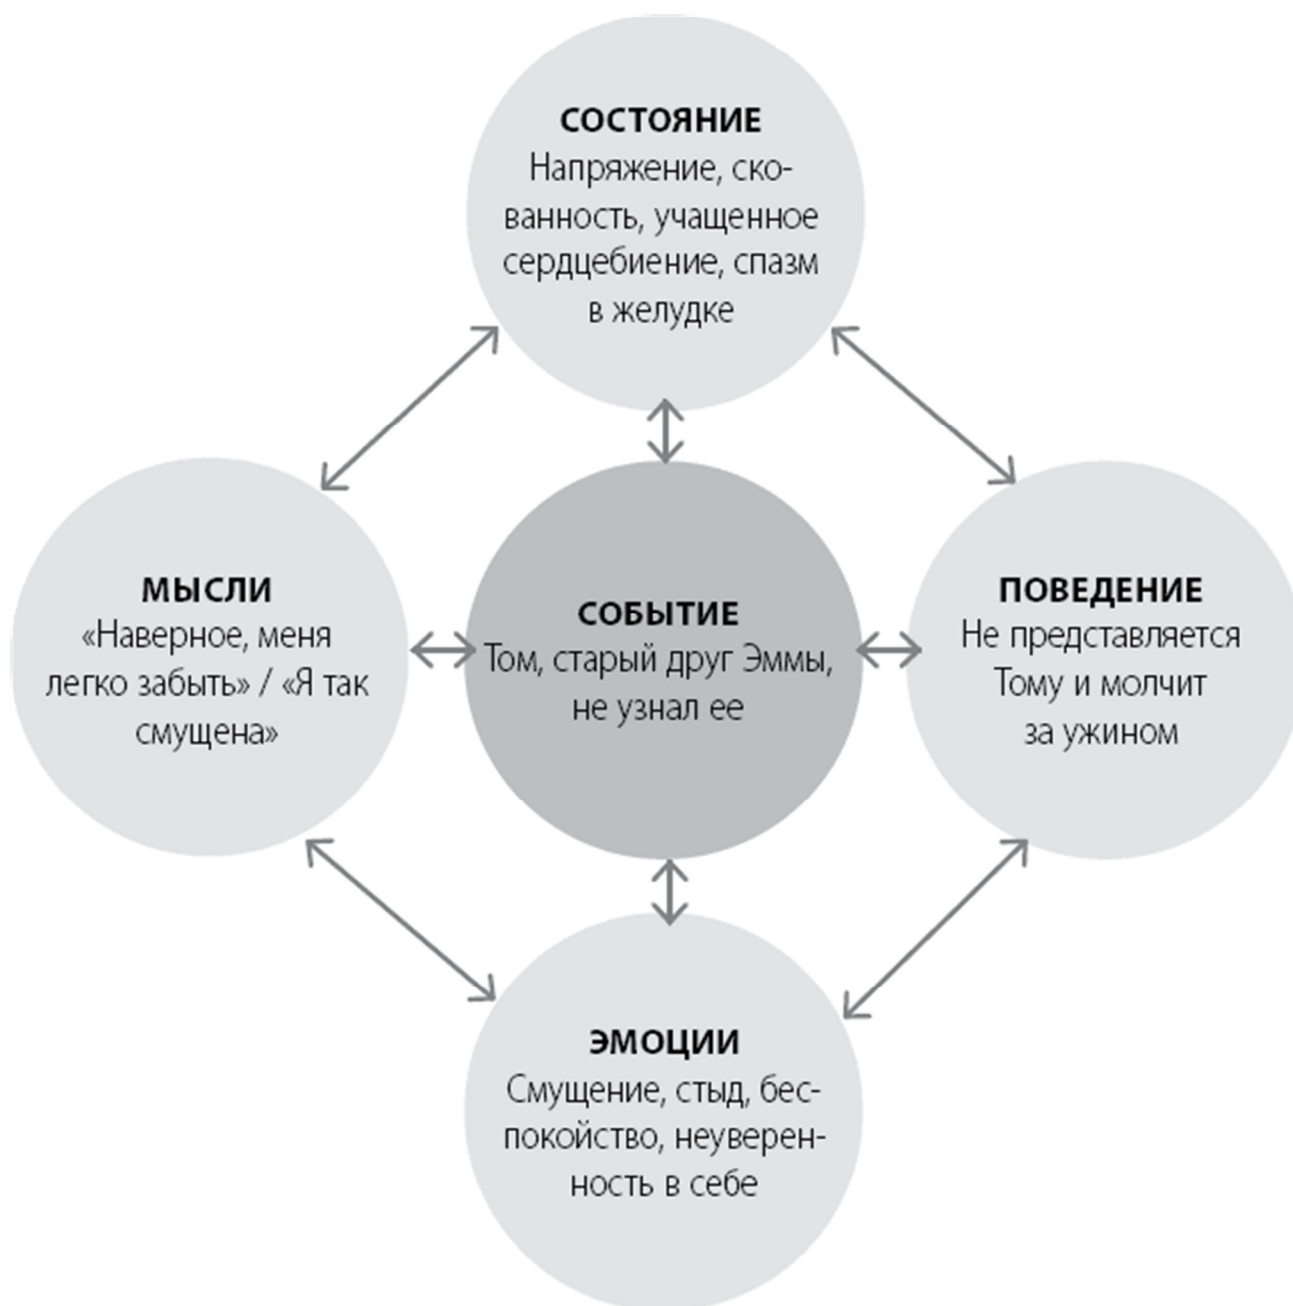 СОСТОЯНИЕ
Напряжение, ско-
ванность, учащенное
сердцебиение, спазм
в желудке
МЫСЛИ
«Наверное, меня
легко забыть» / «Я так
смущена»
СОБЫТИЕ
Том, старый друг Эммы,
не узнал ее
ПОВЕДЕНИЕ
Не представляется
Тому и молчит
за ужином
ЭМОЦИИ
Смущение, стыд, бес-
покойство, неуверен-
ность в себе